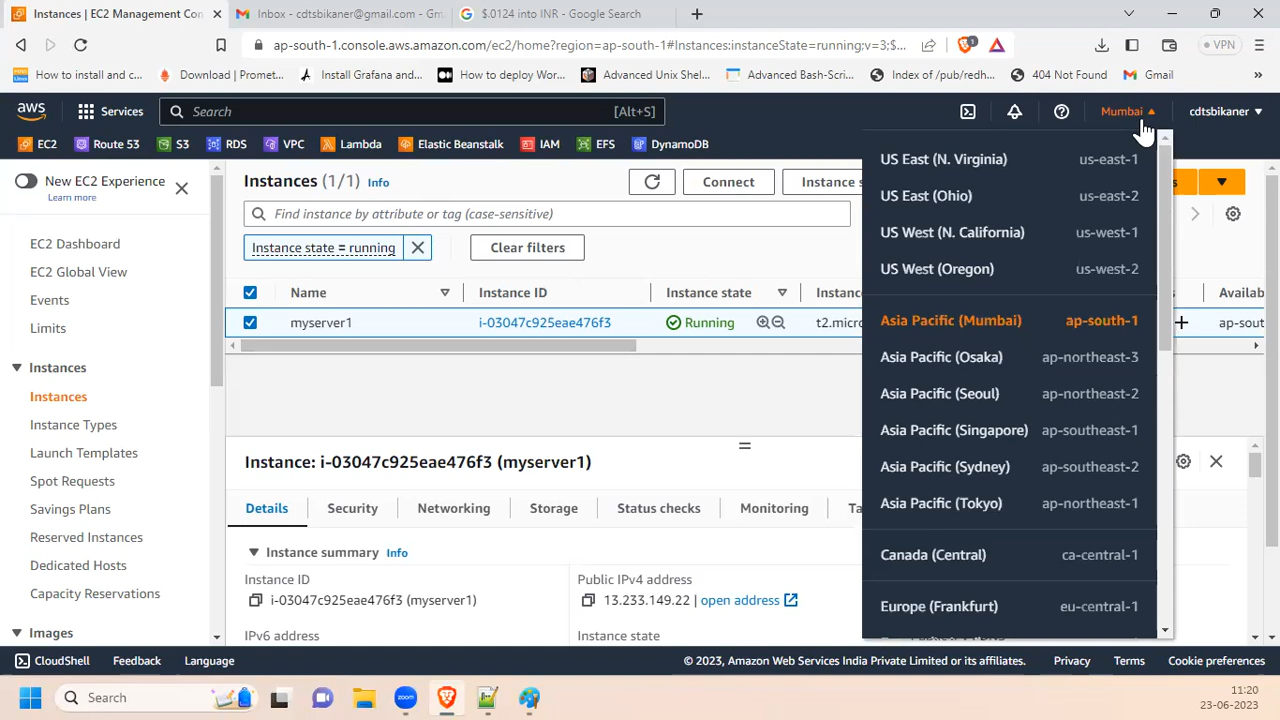 Instances | EC2 Management Con
Inbox - cdtsbikaner@gmail.com - Gm
$.0124 into INR - Google Search
ap-south-1.console.aws.amazon.com/ec2/home?region=ap-south-1#Instances:instanceState=running;v=3;$...
VPN
How to install and c...
Download | Promet...
Install Grafana and...
How to deploy Wor...
Advanced Unix Shel...
Advanced Bash-Scri...
Index of /pub/redh...
404 Not Found
Gmail
aws
Services
Search
[Alt+S]
Mumbai
cdtsbikaner
EC2
Route 53
S3
RDS
VPC
Lambda
Elastic Beanstalk
IAM
EFS
DynamoDB
New EC2 Experience
Learn more
EC2 Dashboard
EC2 Global View
Events
Limits
Instances
Instances
Instance Types
Launch Templates
Spot Requests
Savings Plans
Reserved Instances
Dedicated Hosts
Capacity Reservations
Images
Instances (1/1) Info
Connect
Instance s
s
Find instance by attribute or tag (case-sensitive)
Instance state = running
Clear filters
Name
Instance ID
Instance state
Instanc
Availab
myserver1
i-03047c925eae476f3
Running
t2.micro
ap-sout
Instance: i-03047c925eae476f3 (myserver1)
Details
Security
Networking
Storage
Status checks
Monitoring
Ta
Instance summary Info
Instance ID
i-03047c925eae476f3 (myserver1)
Public IPv4 address
13.233.149.22 | open address
IPv6 address
Instance state
US East (N. Virginia) us-east-1
US East (Ohio) us-east-2
US West (N. California) us-west-1
US West (Oregon) us-west-2
Asia Pacific (Mumbai) ap-south-1
Asia Pacific (Osaka) ap-northeast-3
Asia Pacific (Seoul) ap-northeast-2
Asia Pacific (Singapore) ap-southeast-1
Asia Pacific (Sydney) ap-southeast-2
Asia Pacific (Tokyo) ap-northeast-1
Canada (Central) ca-central-1
Europe (Frankfurt) eu-central-1
CloudShell
Feedback
Language
© 2023, Amazon Web Services India Private Limited or its affiliates.
Privacy
Terms
Cookie preferences
Search
zoom
11:20
23-06-2023